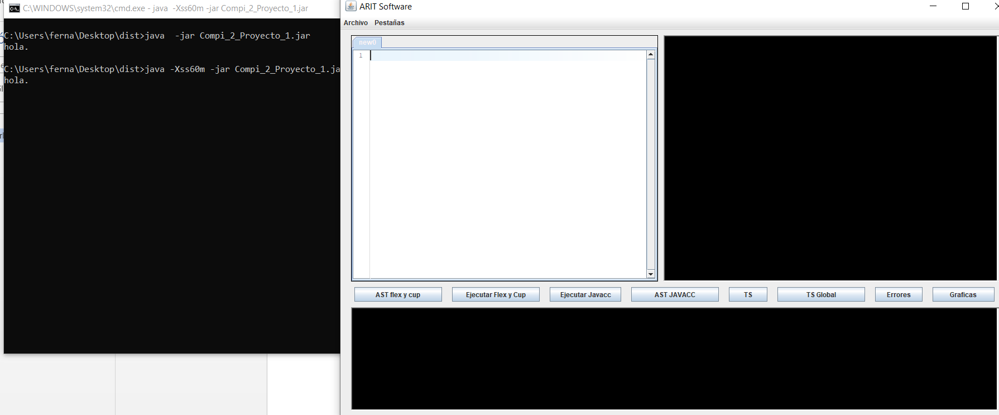 C:\WINDOWS\system32\cmd.exe - java  -Xss60m -jar Compi_2_Proyecto_1.jar
C:\Users\ferna\Desktop\dist>java  -jar Compi_2_Proyecto_1.jar
hola.
C:\Users\ferna\Desktop\dist>java -Xss60m -jar Compi_2_Proyecto_1.ja
hola.
ARIT Software
Archivo Pestañas
new0
1
AST flex y cup Ejecutar Flex y Cup Ejecutar Javacc AST JAVACC TS TS Global Errores Graficas